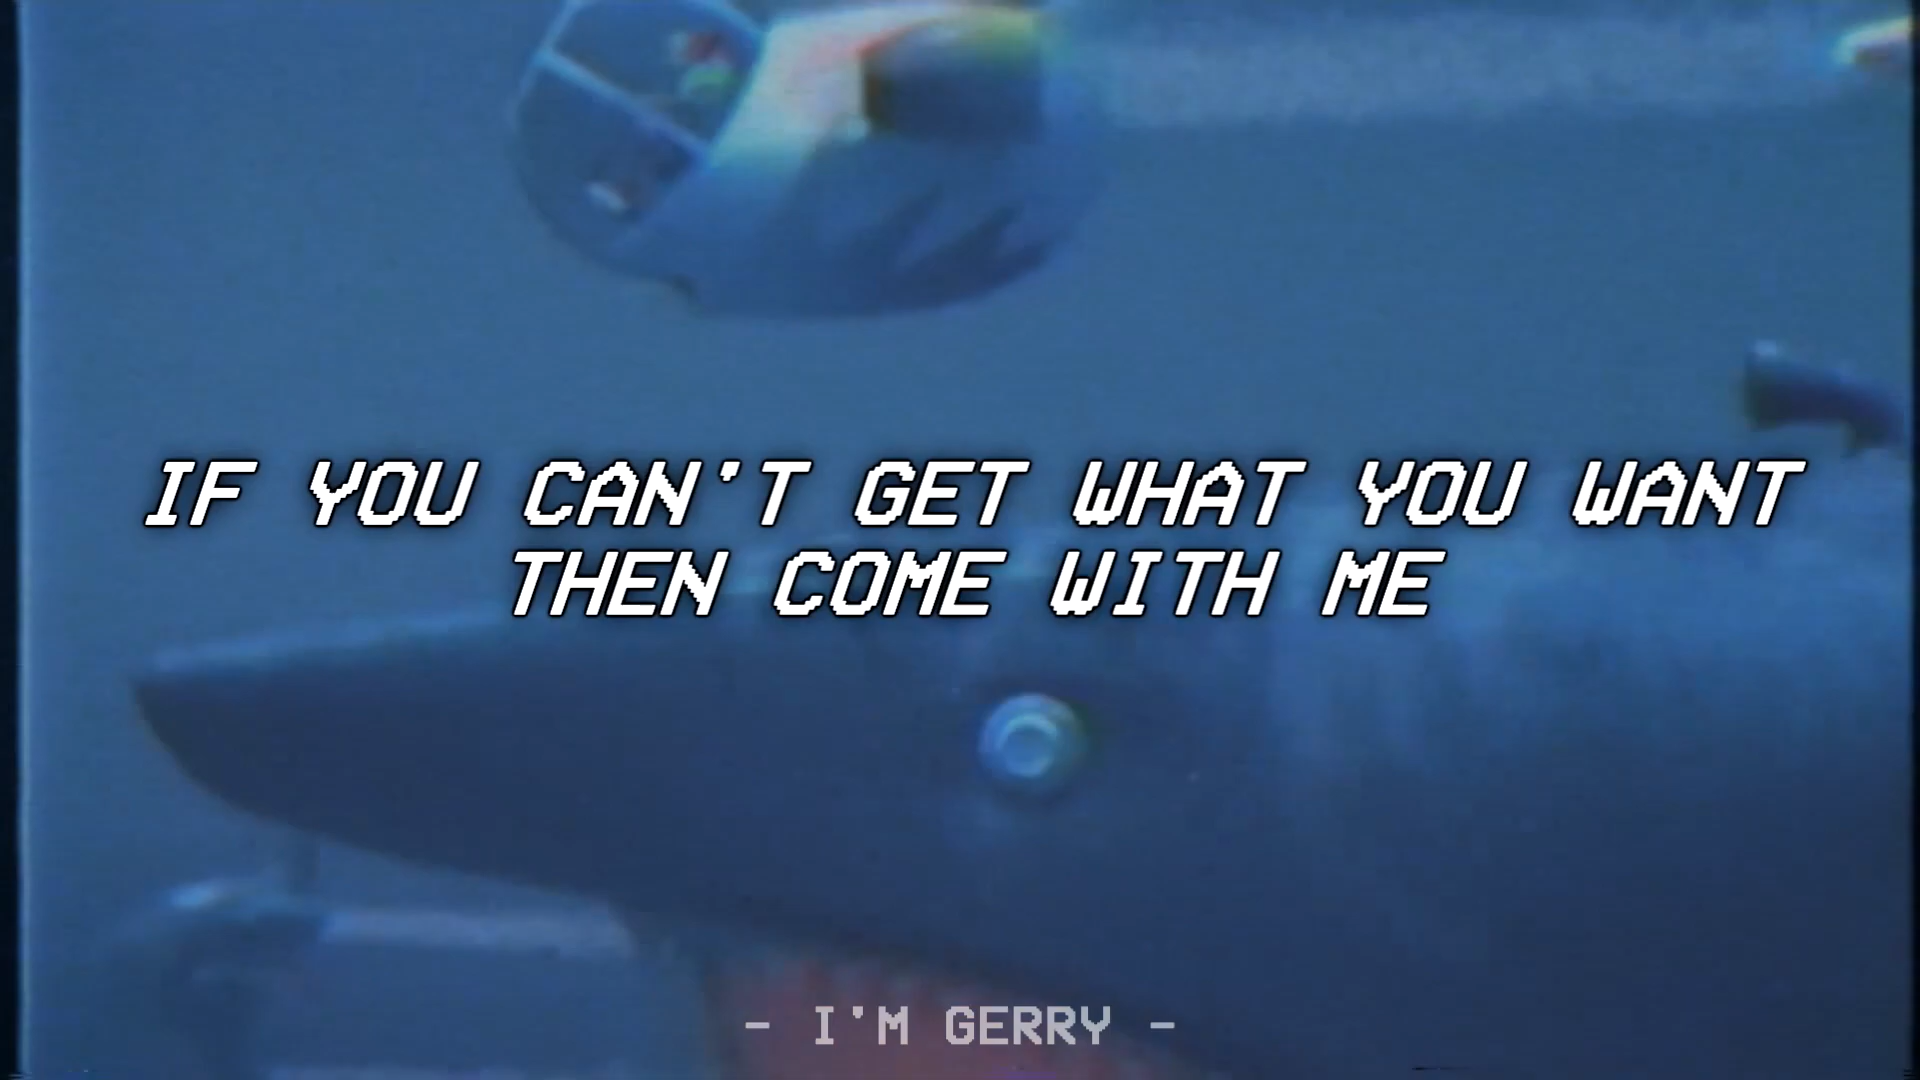 IF YOU CAN'T GET WHAT YOU WANT
THEN COME WITH ME
- I'M GERRY -